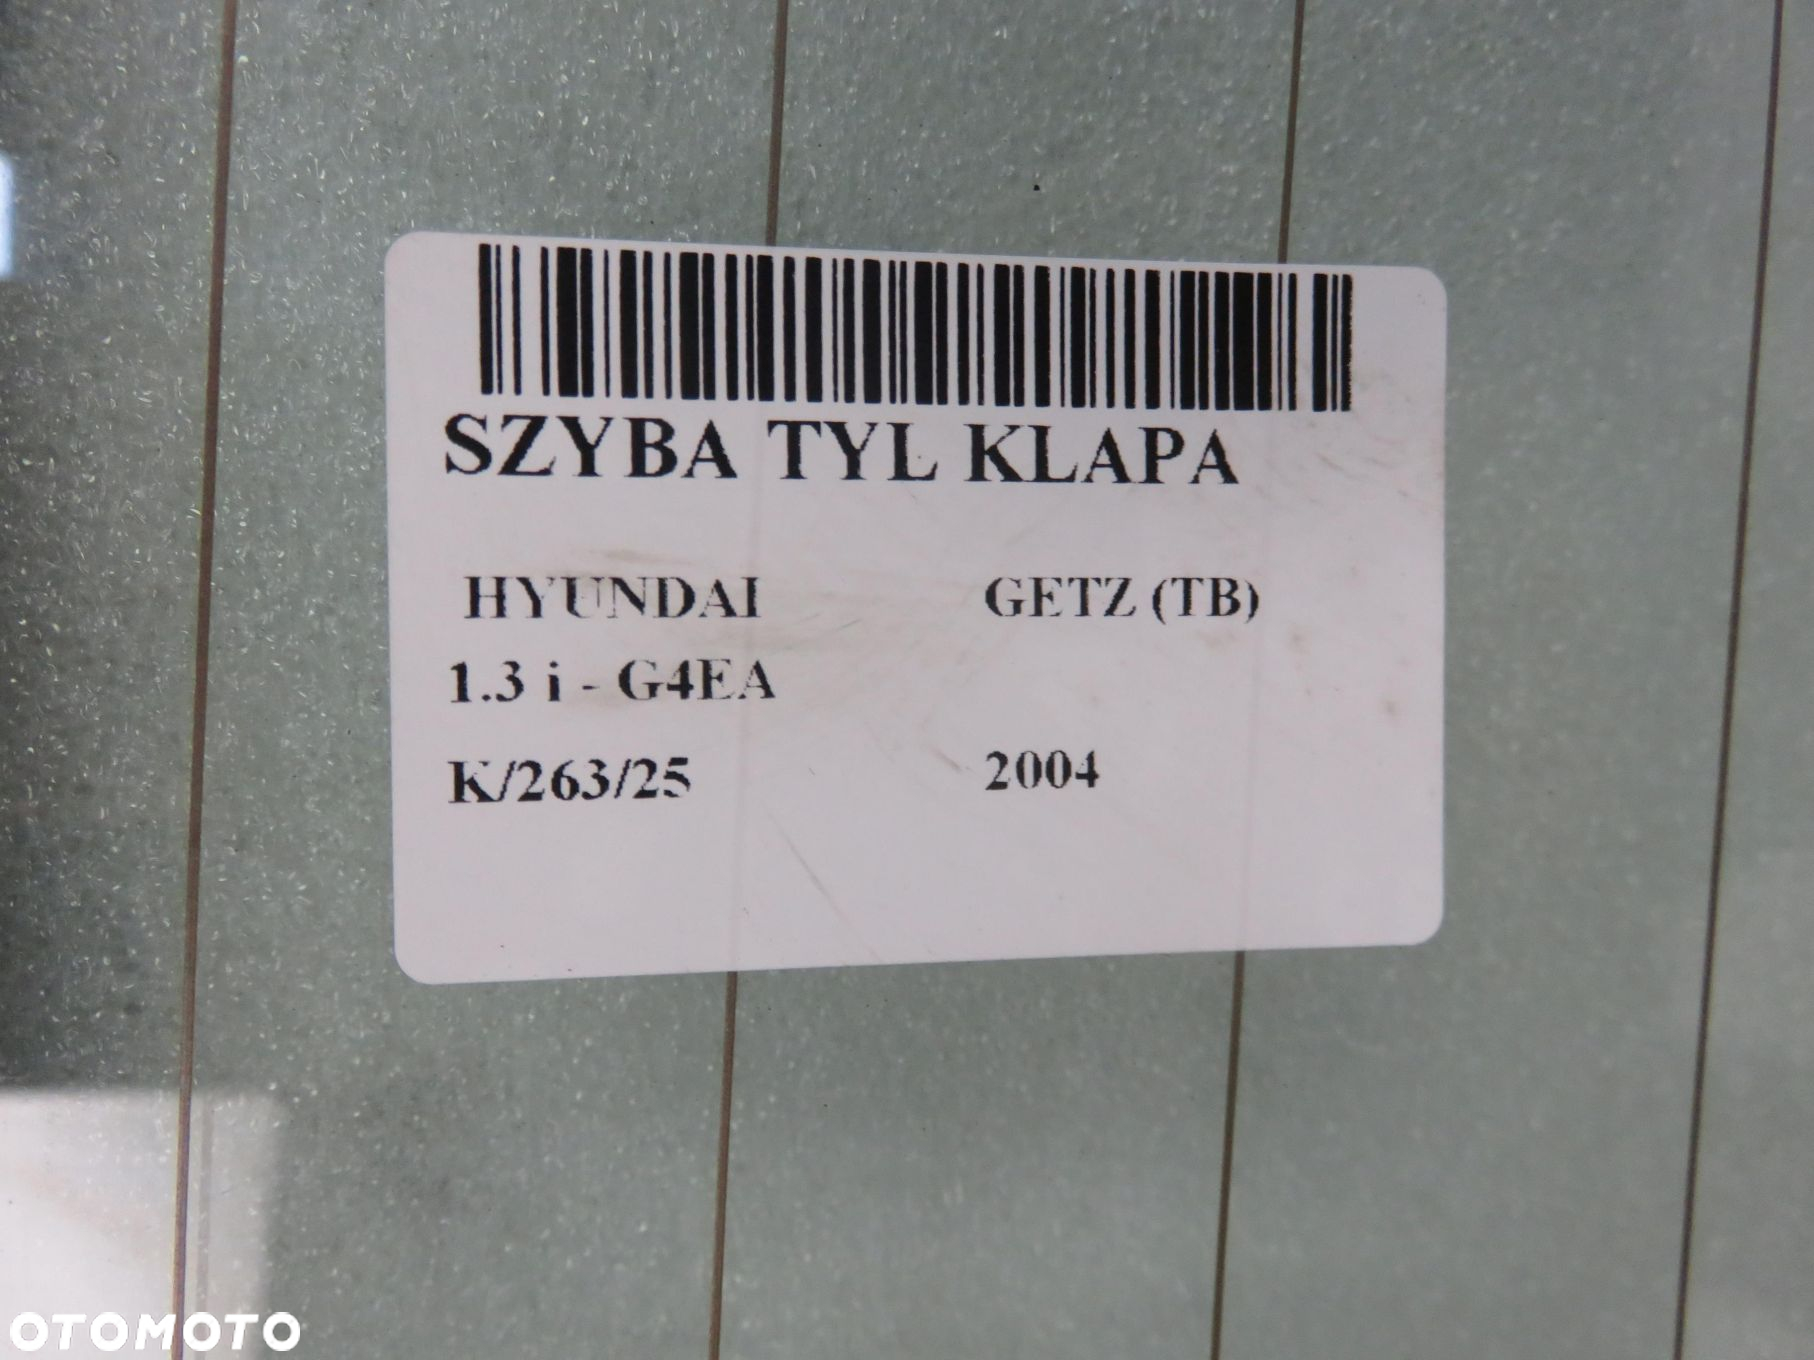 SZYBA TYL KLAPA
HYUNDAI GETZ (TB)
1.3 i - G4EA
K/263/25 2004
OTOMOTO